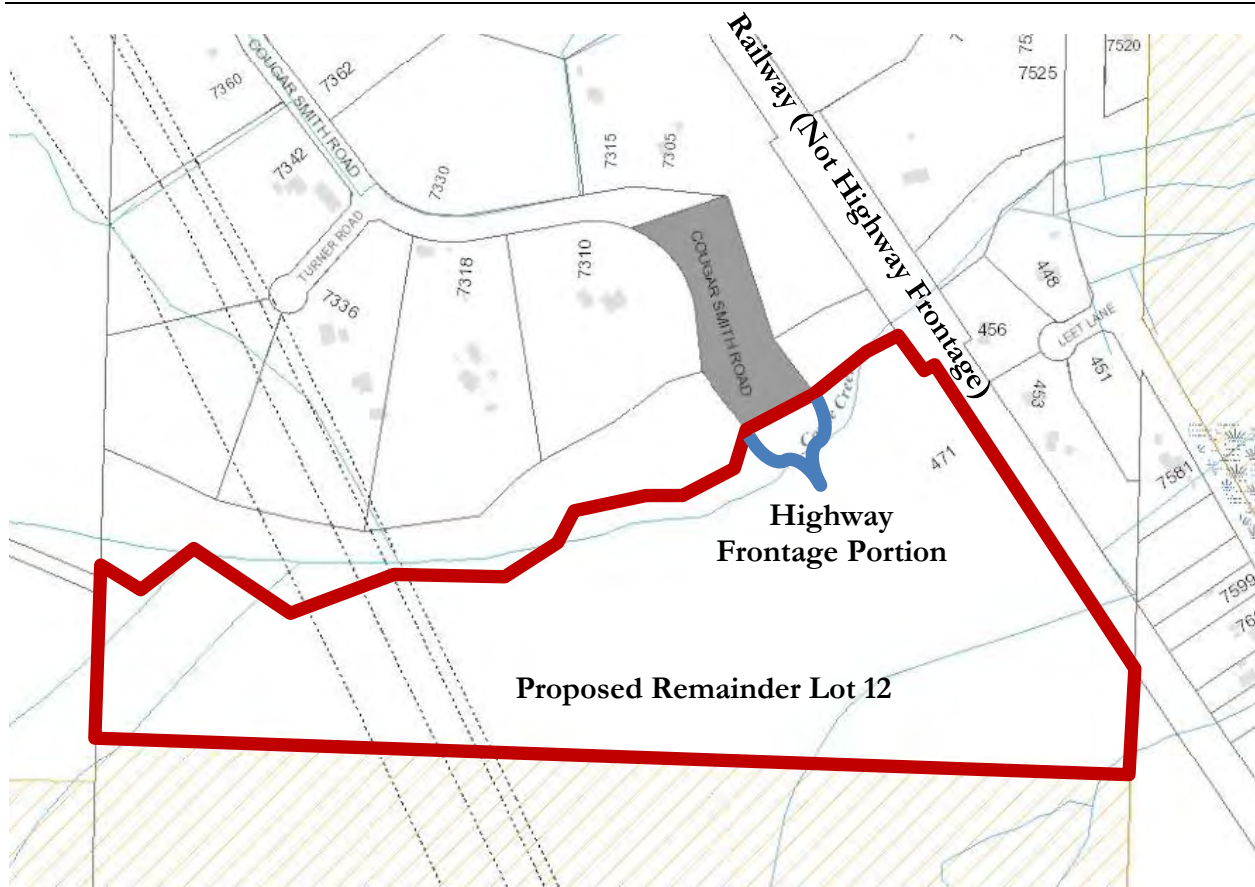 7360
COUGAR SMITH ROAD
7362
7342
TURNER ROAD
7336
7330
7318
7310
7315
7305
COUGAR SMITH ROAD
Railway (Not Highway Frontage)
7525
7520
448
456
LEET LANE
451
453
471
7581
7599
Highway
Frontage Portion
Proposed Remainder Lot 12